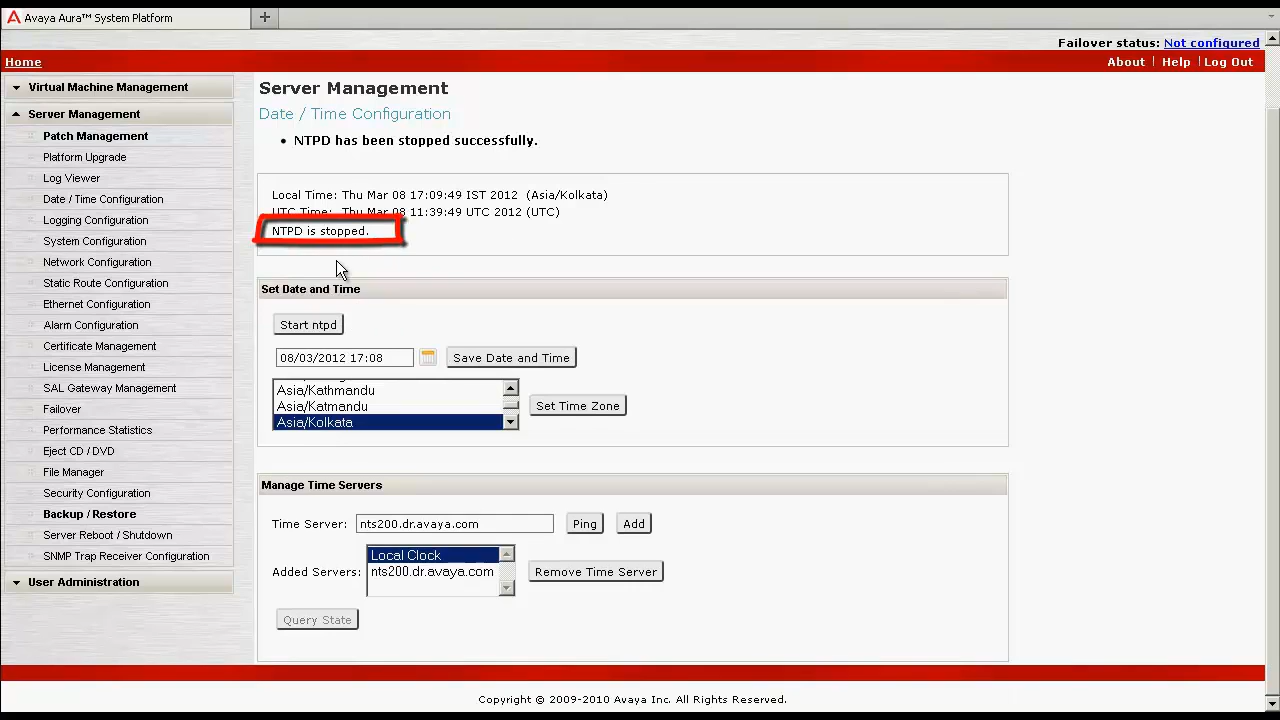 Avaya Aura™ System Platform
+
Failover status: Not configured
Home
About | Help | Log Out
Virtual Machine Management
Server Management
Patch Management
Platform Upgrade
Log Viewer
Date / Time Configuration
Logging Configuration
System Configuration
Network Configuration
Static Route Configuration
Ethernet Configuration
Alarm Configuration
Certificate Management
License Management
SAL Gateway Management
Failover
Performance Statistics
Eject CD / DVD
File Manager
Security Configuration
Backup / Restore
Server Reboot / Shutdown
SNMP Trap Receiver Configuration
User Administration
Server Management
Date / Time Configuration
• NTPD has been stopped successfully.
Local Time: Thu Mar 08 17:09:49 IST 2012 (Asia/Kolkata)
UTC Time: Thu Mar 08 11:39:49 UTC 2012 (UTC)
NTPD is stopped.
Set Date and Time
Start ntpd
08/03/2012 17:08
Save Date and Time
Asia/Kathmandu
Asia/Katmandu
Asia/Kolkata
Set Time Zone
Manage Time Servers
Time Server: nts200.dr.avaya.com Ping Add
Added Servers: Local Clock
nts200.dr.avaya.com
Remove Time Server
Query State
Copyright © 2009-2010 Avaya Inc. All Rights Reserved.